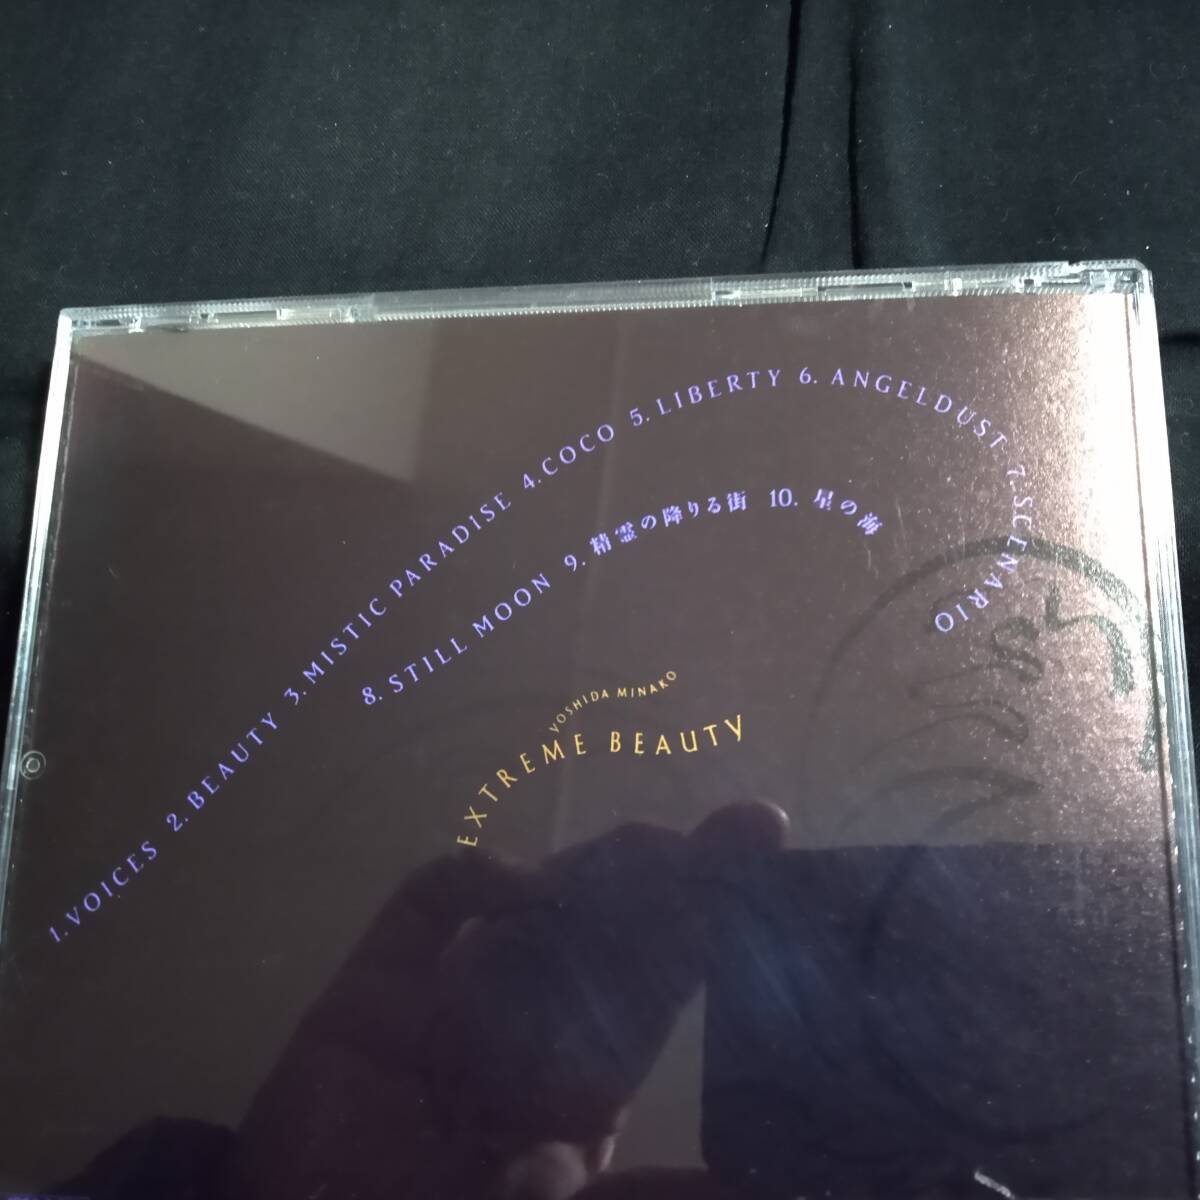 1. VOICES 2. BEAUTY 3. MISTIC PARADISE 4. COCO 5. LIBERTY 6. ANGELDUST 7. SCENARIO
8. STILL MOON 9. 精霊の降りる街 10. 星の海
YOSHIDA MINAKO
EXTREME BEAUTY